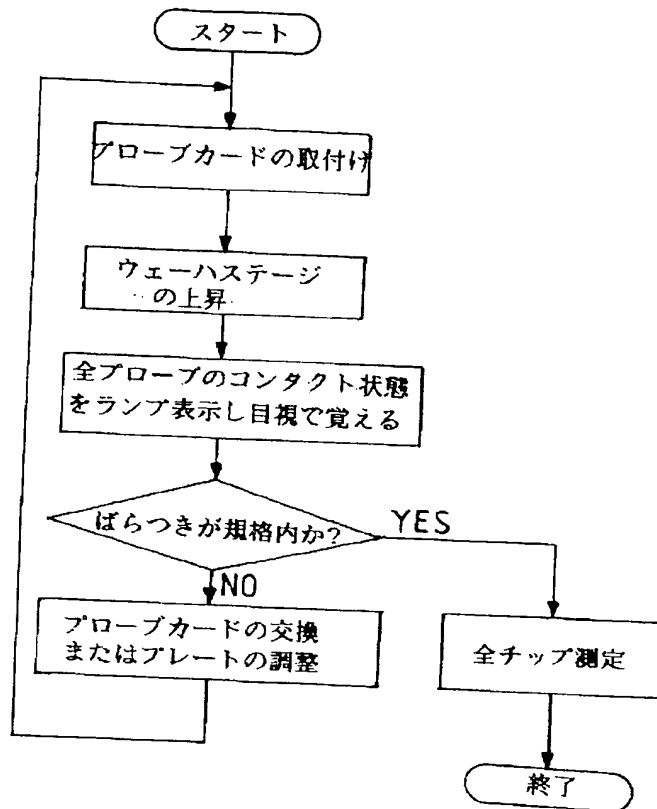 スタート
プローブカードの取付け
ウェーハステージ
の上昇
全プローブのコンタクト状態
をランプ表示し目視で覚える
ばらつきが規格内か?
YES
NO
プローブカードの交換
またはプレートの調整
全チップ測定
終了